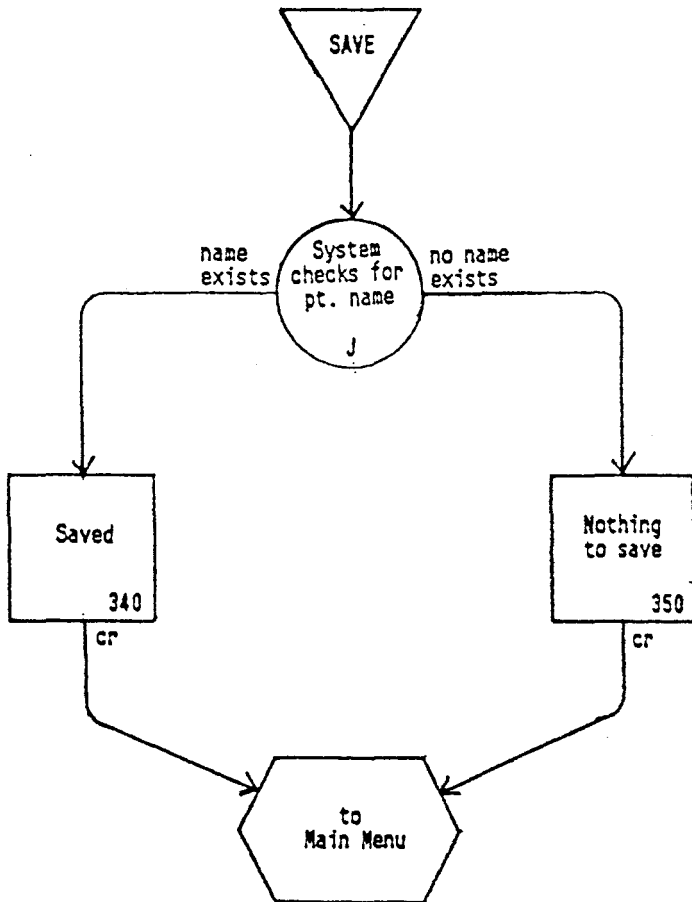 SAVE
name
exists
System
checks for
pt. name
J
no name
exists
Saved
340
cr
Nothing
to save
350
cr
to
Main Menu